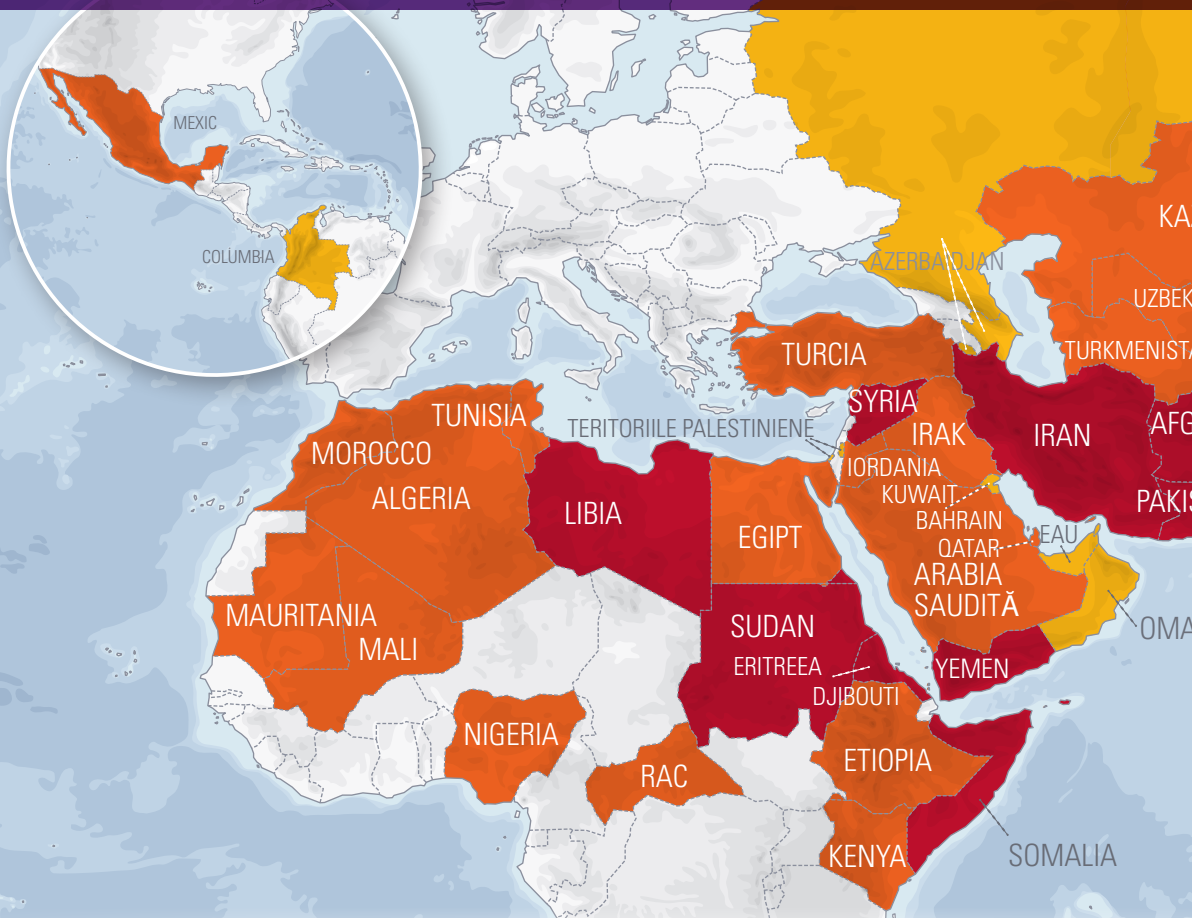 MEXIC
COLUMBIA
KA
AZERBAIDJAN
UZBEK
TURCIA
TURKMENISTA
SYRIA
TUNISIA
TERITORIILE PALESTINIENE
AFG
IRAK
IRAN
MOROCCO
IORDANIA
ALGERIA
KUWAIT
PAKIS
LIBIA
BAHRAIN
EGIPT
EAU
QATAR
ARABIA
SAUDITĂ
MAURITANIA
SUDAN
OMA
MALI
ERITREEA
YEMEN
DJIBOUTI
NIGERIA
ETIOPIA
RAC
KENYA
SOMALIA